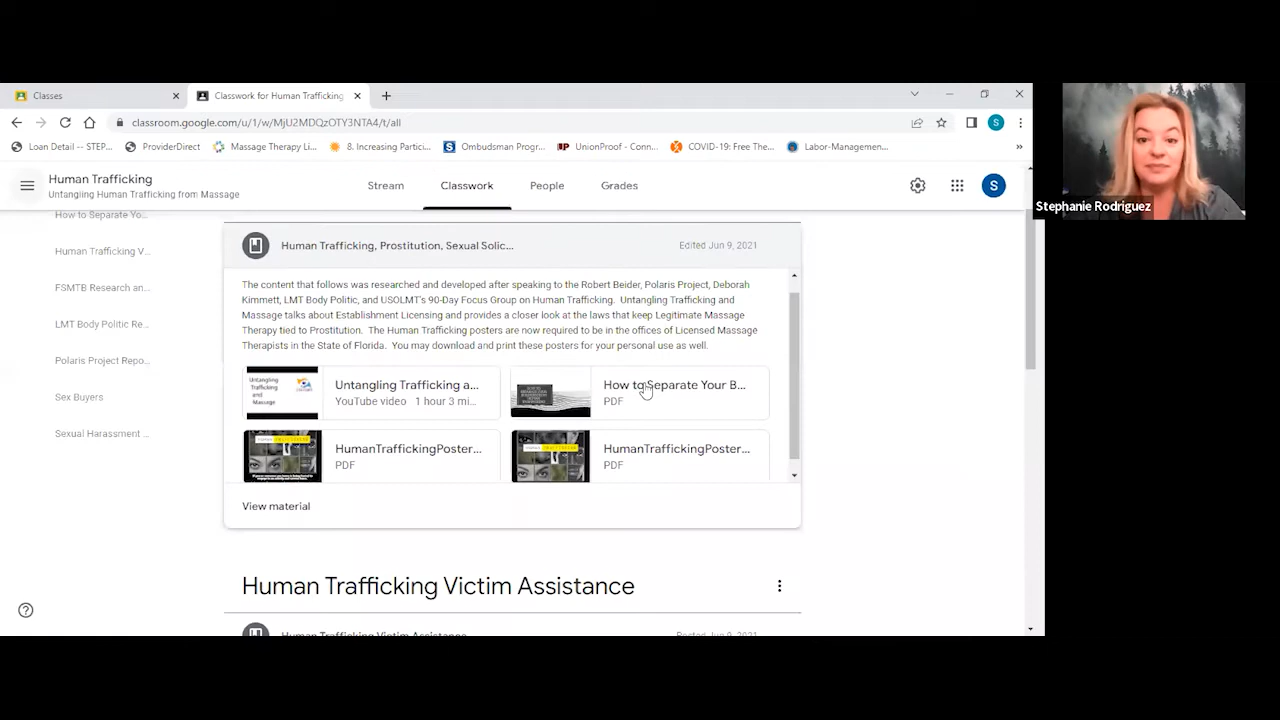 Classes
Classwork for Human Trafficking
classroom.google.com/u/1/w/MjU2MDQzOTY3NTA4/t/all
Loan Detail -- STEP...
ProviderDirect
Massage Therapy Li...
8. Increasing Partici...
Ombudsman Progr...
UnionProof - Conn...
COVID-19: Free The...
Labor-Management...
Human Trafficking
Untangling Human Trafficking from Massage
Stream
Classwork
People
Grades
S
Stephanie Rodriguez
How to Separate Yo...
Human Trafficking V...
FSMTB Research an...
LMT Body Politic Re...
Polaris Project Repo...
Sex Buyers
Sexual Harassment ...
Human Trafficking, Prostitution, Sexual Solic...
Edited Jun 9, 2021
The content that follows was researched and developed after speaking to the Robert Beider, Polaris Project, Deborah
Kimmett, LMT Body Politic, and USOLMT's 90-Day Focus Group on Human Trafficking. Untangling Trafficking and
Massage talks about Establishment Licensing and provides a closer look at the laws that keep Legitimate Massage
Therapy tied to Prostitution. The Human Trafficking posters are now required to be in the offices of Licensed Massage
Therapists in the State of Florida. You may download and print these posters for your personal use as well.
Untangling
Trafficking
and
Massage
Untangling Trafficking a...
YouTube video 1 hour 3 mi...
How to Separate Your B...
PDF
HumanTraffickingPoster...
PDF
HumanTraffickingPoster...
PDF
View material
Human Trafficking Victim Assistance
Human Trafficking Victim Assistance
Posted Jun 9, 2021